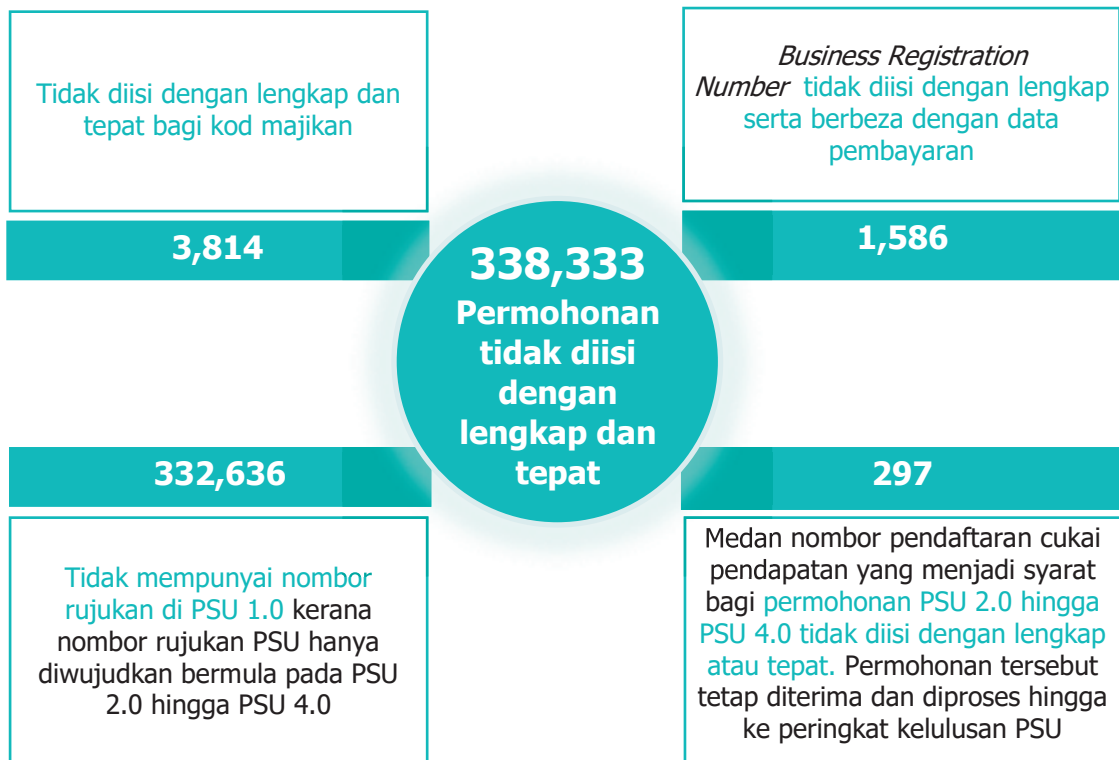 Tidak diisi dengan lengkap dan
tepat bagi kod majikan
3,814
Business Registration
Number tidak diisi dengan lengkap
serta berbeza dengan data
pembayaran
1,586
338,333
Permohonan
tidak diisi
dengan
lengkap dan
tepat
332,636
Tidak mempunyai nombor
rujukan di PSU 1.0 kerana
nombor rujukan PSU hanya
diwujudkan bermula pada PSU
2.0 hingga PSU 4.0
297
Medan nombor pendaftaran cukai
pendapatan yang menjadi syarat
bagi permohonan PSU 2.0 hingga
PSU 4.0 tidak diisi dengan lengkap
atau tepat. Permohonan tersebut
tetap diterima dan diproses hingga
ke peringkat kelulusan PSU